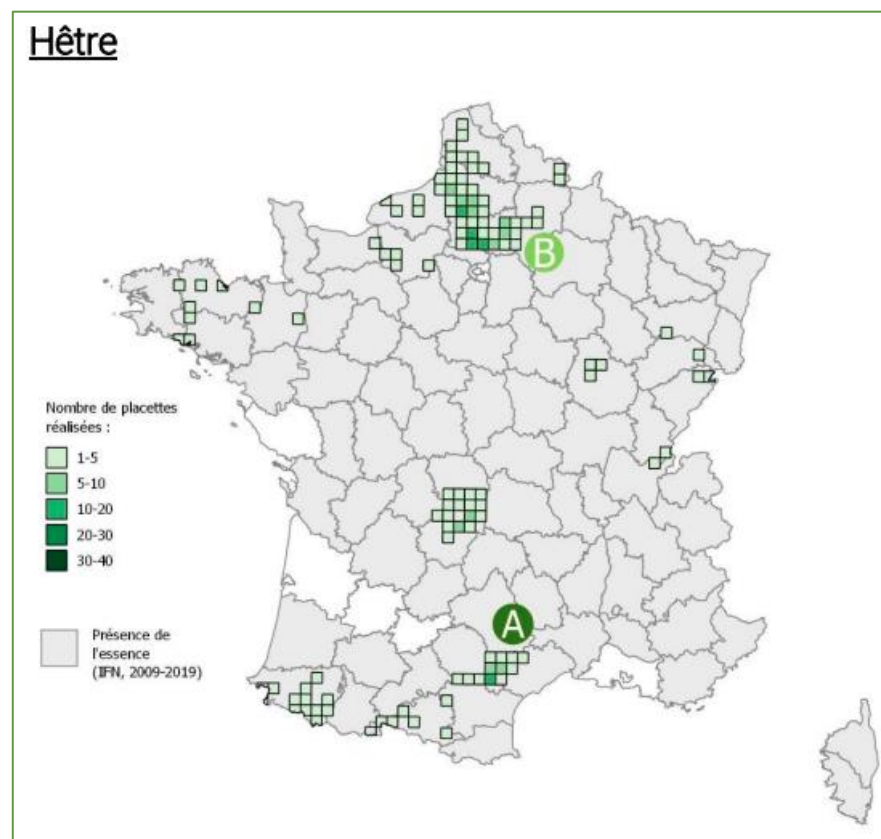 Hêtre
B
Nombre de placettes
réalisées :
1-5
5-10
10-20
20-30
30-40
A
Présence de
l'essence
(IFN, 2009-2019)